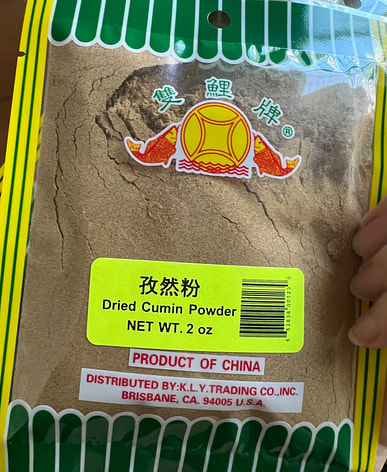 雙鯉牌®
孜然粉
Dried Cumin Powder
NET WT. 2 oz
PRODUCT OF CHINA
DISTRIBUTED BY:K.L.Y.TRADING CO.,INC.
BRISBANE, CA. 94005 U.S.A.